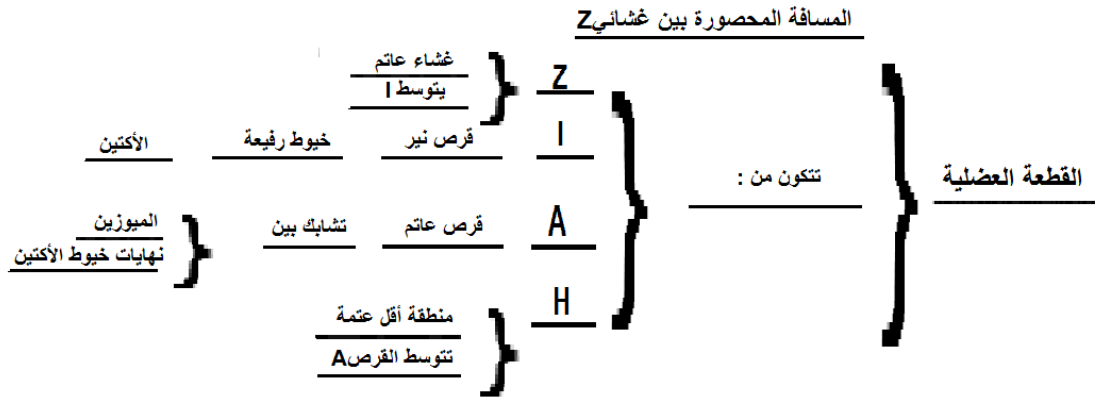 المسافة المحصورة بين غشائيZ
القطعة العضلية
تتكون من :
Z
غشاء عاتم
يتوسط I
I
قرص نير
خيوط رفيعة
الأكتين
A
قرص عاتم
تشابك بين
الميوزين
نهايات خيوط الأكتين
H
منطقة أقل عتمة
تتوسط القرصA